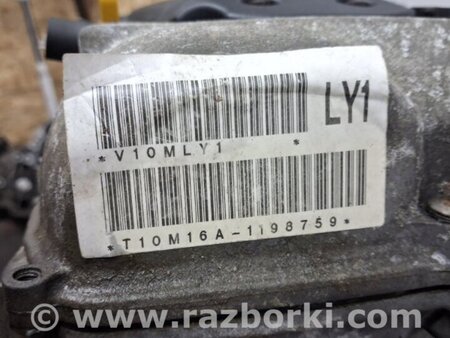 LY1
*V10MLY1 *
*T10M16A-1198759*
© www.razborki.com